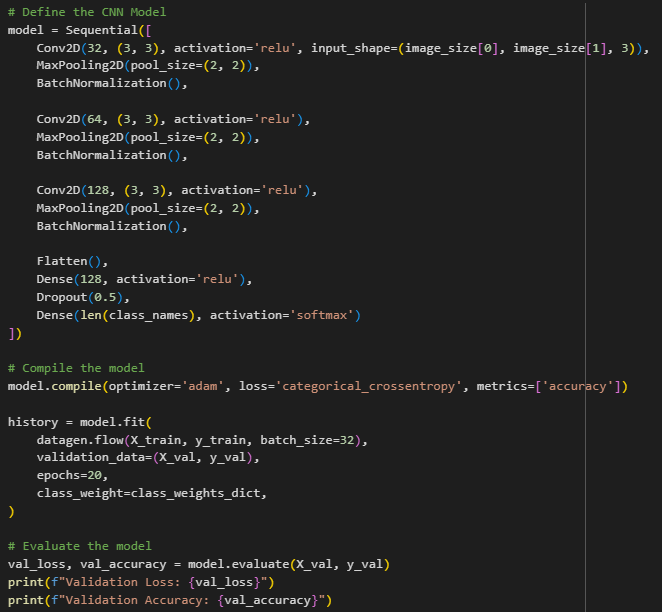 # Define the CNN Model
model = Sequential([
    Conv2D(32, (3, 3), activation='relu', input_shape=(image_size[0], image_size[1], 3)),
    MaxPooling2D(pool_size=(2, 2)),
    BatchNormalization(),

    Conv2D(64, (3, 3), activation='relu'),
    MaxPooling2D(pool_size=(2, 2)),
    BatchNormalization(),

    Conv2D(128, (3, 3), activation='relu'),
    MaxPooling2D(pool_size=(2, 2)),
    BatchNormalization(),

    Flatten(),
    Dense(128, activation='relu'),
    Dropout(0.5),
    Dense(len(class_names), activation='softmax')
])

# Compile the model
model.compile(optimizer='adam', loss='categorical_crossentropy', metrics=['accuracy'])

history = model.fit(
    datagen.flow(X_train, y_train, batch_size=32),
    validation_data=(X_val, y_val),
    epochs=20,
    class_weight=class_weights_dict,
)

# Evaluate the model
val_loss, val_accuracy = model.evaluate(X_val, y_val)
print(f"Validation Loss: {val_loss}")
print(f"Validation Accuracy: {val_accuracy}")